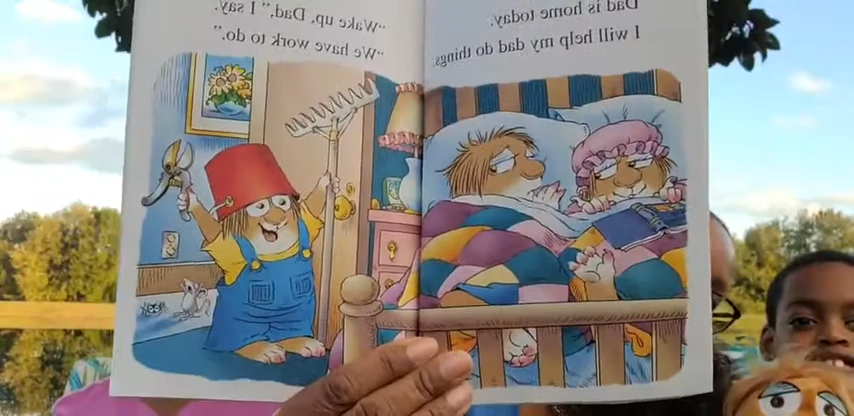 Dad is home today.
I will help my dad do things.
"Wake up, Dad," I say.
"We have work to do."